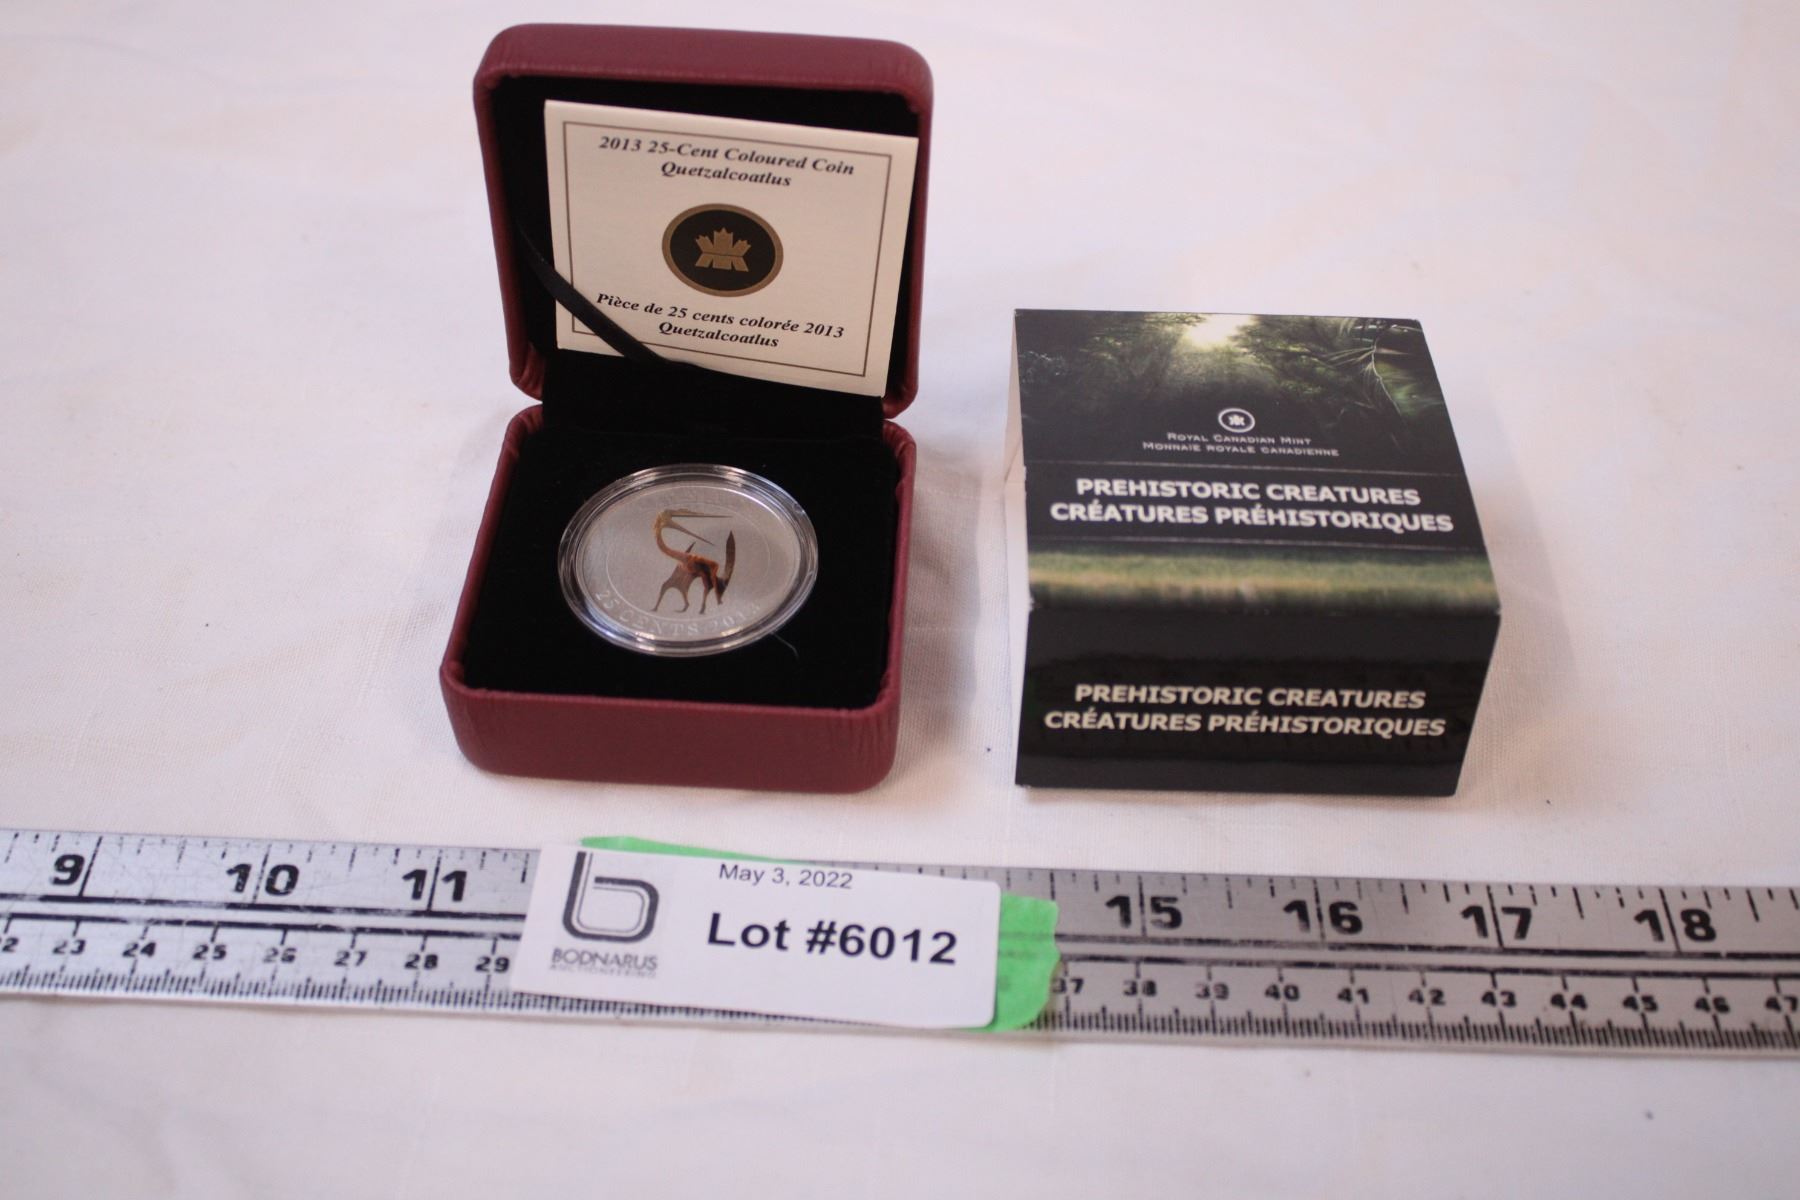 2013 25-Cent Coloured Coin
Quetzalcoatlus
Pièce de 25 cents colorée 2013
Quetzalcoatlus
25 CENTS 2013
ROYAL CANADIAN MINT
MONNAIE ROYALE CANADIENNE
PREHISTORIC CREATURES
CRÉATURES PRÉHISTORIQUES
PREHISTORIC CREATURES
CRÉATURES PRÉHISTORIQUES
May 3, 2022
Lot #6012
BODNARUS
AUCTIONEERING
9 10 11 15 16 17 18
23 24 25 26 27 28 29 37 38 39 40 41 42 43 44 45 46 47